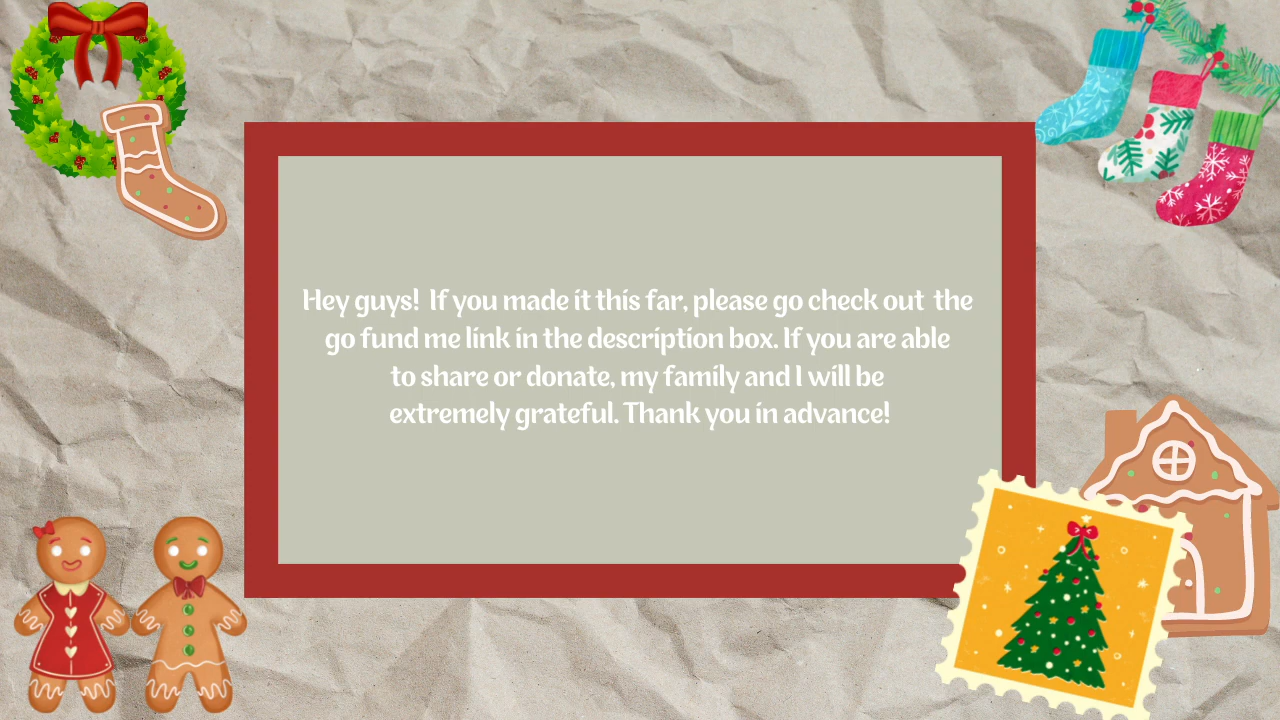 Hey guys!  If you made it this far, please go check out  the
go fund me link in the description box. If you are able
to share or donate, my family and I will be
extremely grateful. Thank you in advance!